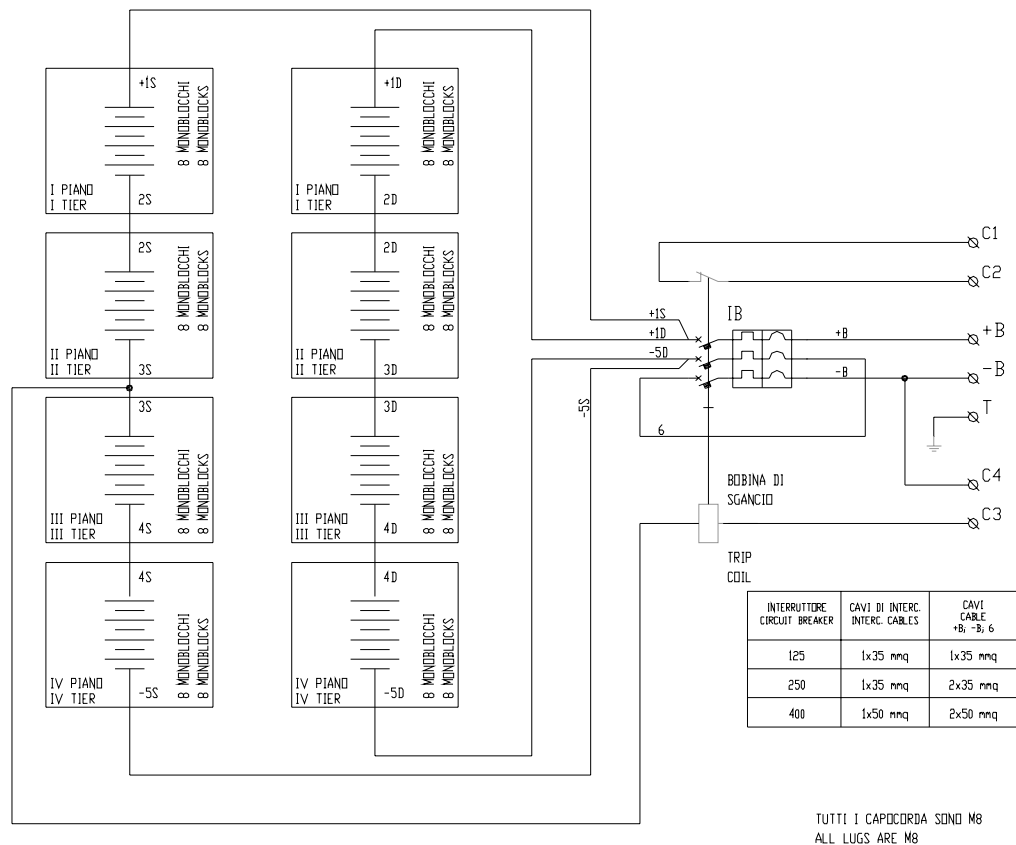 +1S
8 MONOBLOCCHI
8 MONOBLOCKS
I PIANO
I TIER
2S
+1D
8 MONOBLOCCHI
8 MONOBLOCKS
I PIANO
I TIER
2D
2S
8 MONOBLOCCHI
8 MONOBLOCKS
II PIANO
II TIER
3S
2D
8 MONOBLOCCHI
8 MONOBLOCKS
II PIANO
II TIER
3D
3S
8 MONOBLOCCHI
8 MONOBLOCKS
III PIANO
III TIER
4S
3D
8 MONOBLOCCHI
8 MONOBLOCKS
III PIANO
III TIER
4D
4S
8 MONOBLOCCHI
8 MONOBLOCKS
IV PIANO
IV TIER
-5S
4D
8 MONOBLOCCHI
8 MONOBLOCKS
IV PIANO
IV TIER
-5D
C1
C2
+1S
IB
+1D
+B
+B
-5D
-B
-B
-5S
T
6
C4
C3
BOBINA DI
SGANCIO
TRIP
COIL
INTERRUTTORE
CIRCUIT BREAKER
CAVI DI INTERC.
INTERC. CABLES
CAVI
CABLE
+B; -B; 6
125 1x35 mmq 1x35 mmq
250 1x35 mmq 2x35 mmq
400 1x50 mmq 2x50 mmq
TUTTI I CAPOCORDA SONO M8
ALL LUGS ARE M8